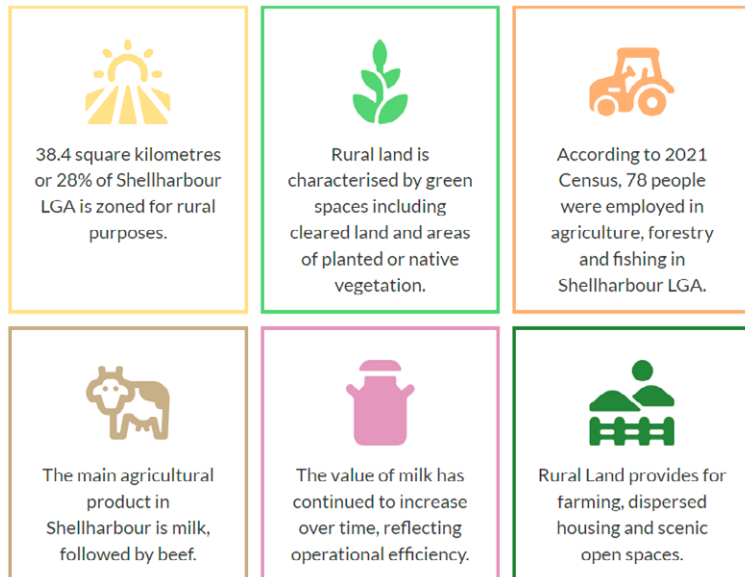 38.4 square kilometres
or 28% of Shellharbour
LGA is zoned for rural
purposes.
Rural land is
characterised by green
spaces including
cleared land and areas
of planted or native
vegetation.
According to 2021
Census, 78 people
were employed in
agriculture, forestry
and fishing in
Shellharbour LGA.
The main agricultural
product in
Shellharbour is milk,
followed by beef.
The value of milk has
continued to increase
over time, reflecting
operational efficiency.
Rural Land provides for
farming, dispersed
housing and scenic
open spaces.